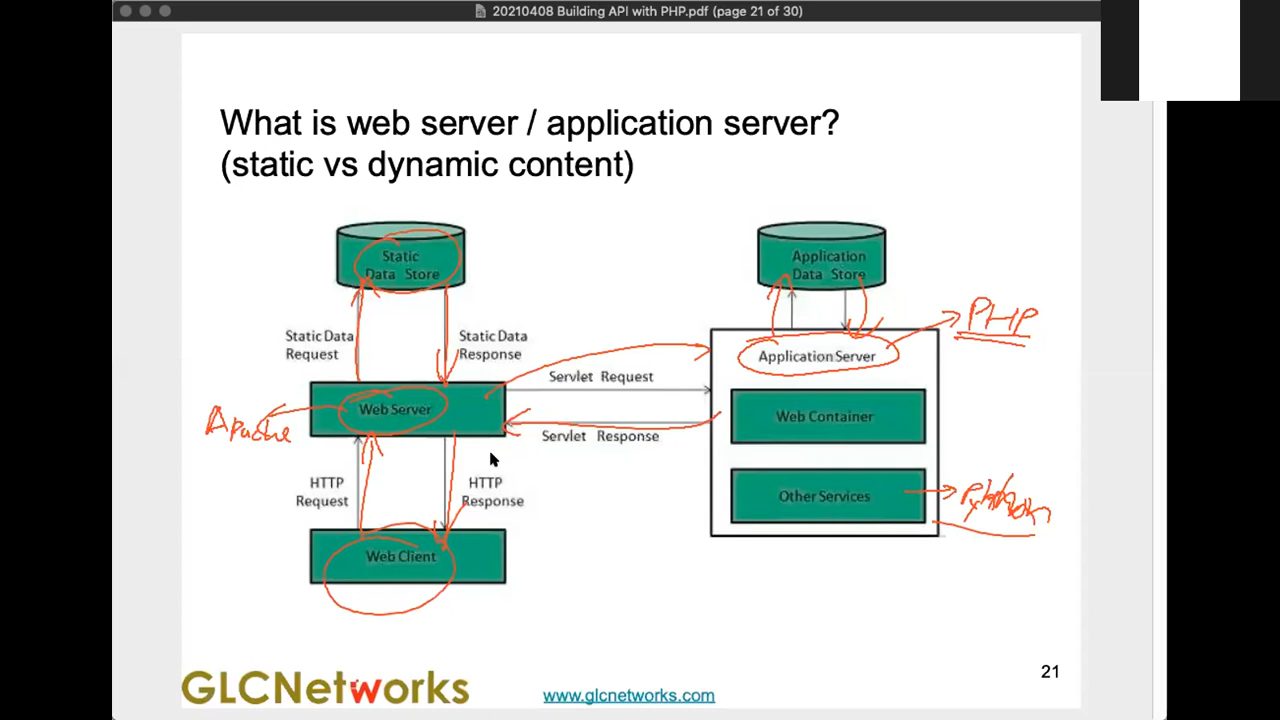 20210408 Building API with PHP.pdf (page 21 of 30)
What is web server / application server?
(static vs dynamic content)
Static
Data Store
Application
Data Store
Static Data
Request
Static Data
Response
PHP
Application Server
Servlet Request
Web Server
Apache
Web Container
Servlet Response
HTTP
Request
HTTP
Response
Other Services
Web Client
21
GLCNetworks
www.glcnetworks.com